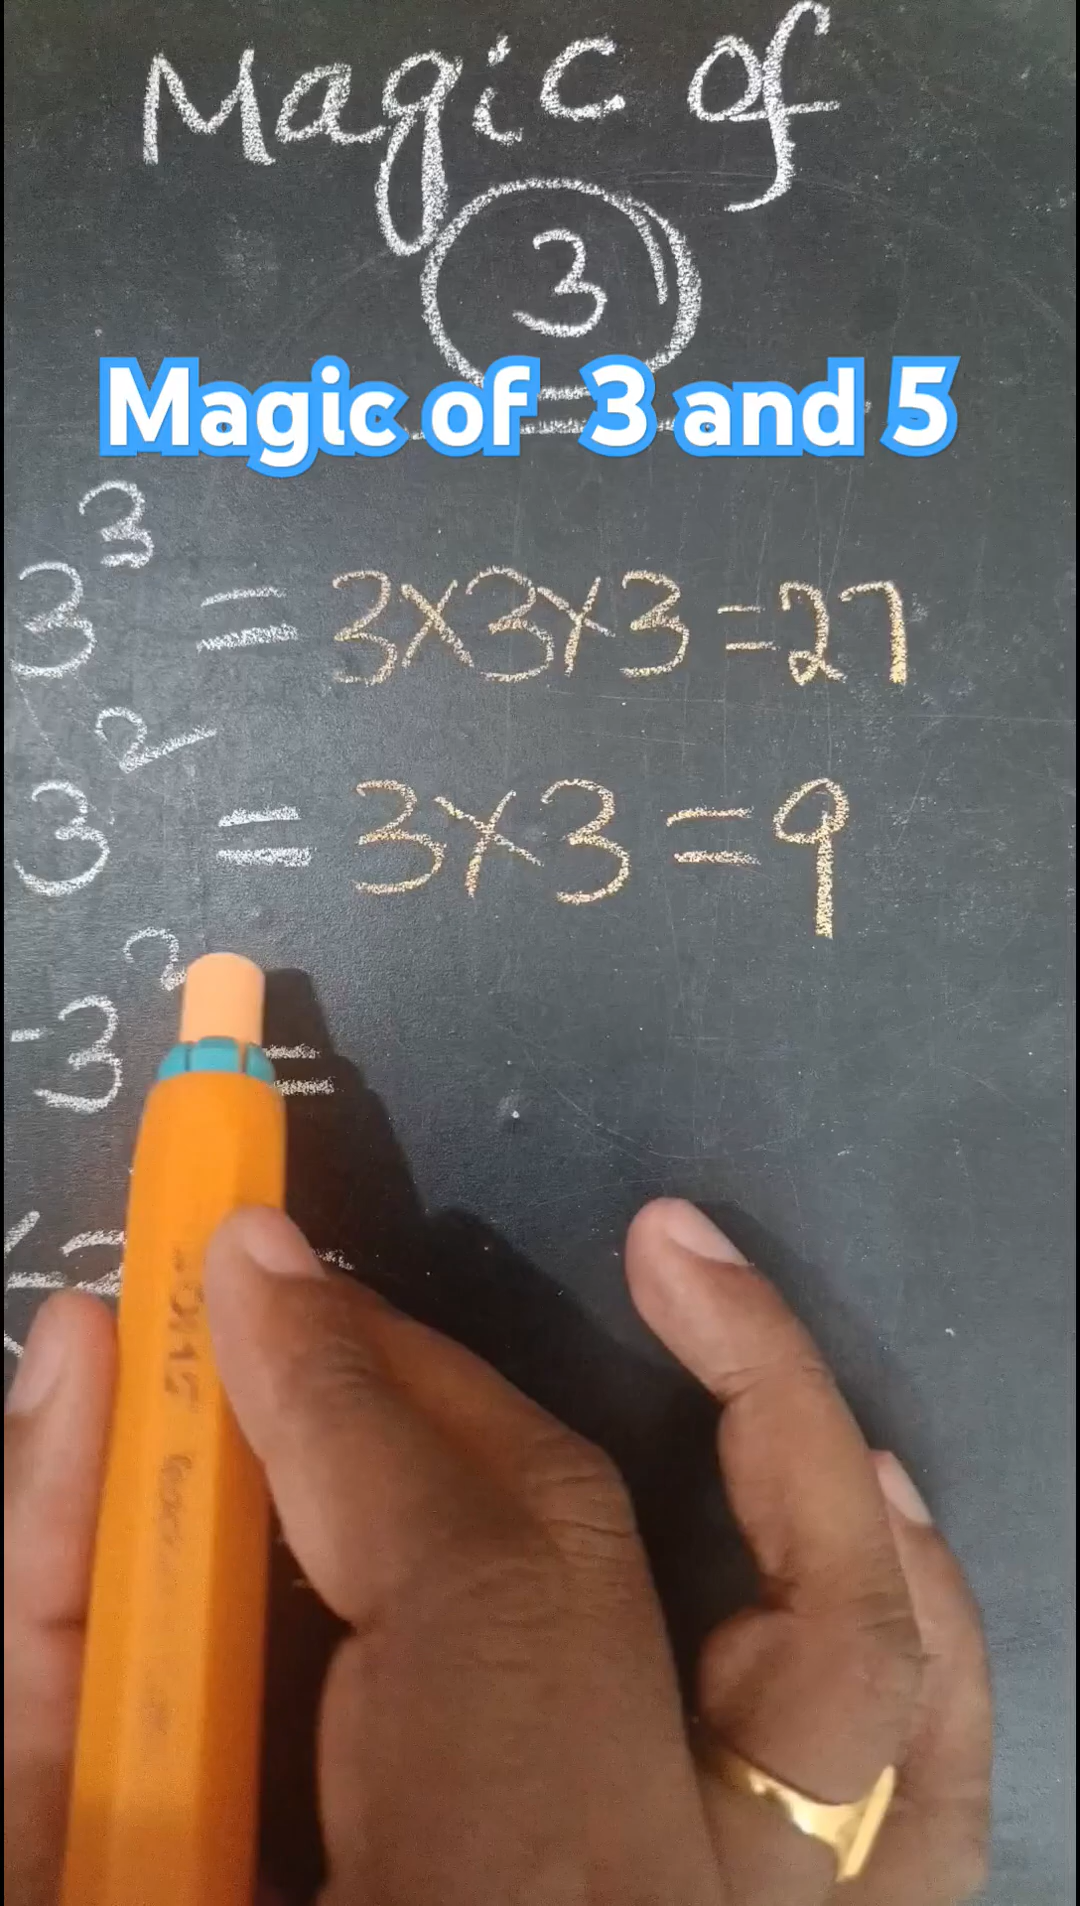 Magic of
3
Magic of 3 and 5
3³ = 3×3×3 = 27
3² = 3×3 = 9
-3² =